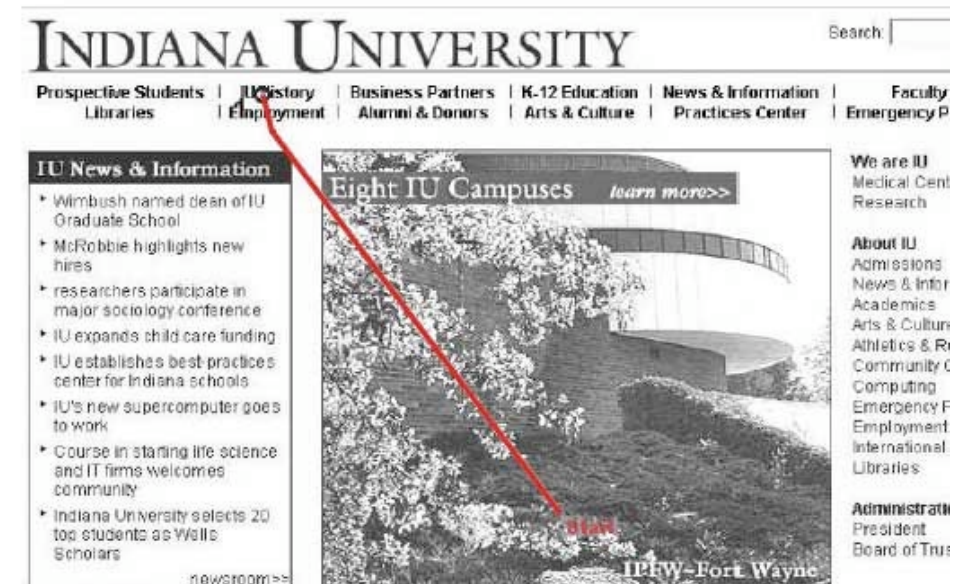 INDIANA UNIVERSITY
Search:
Prospective Students | IU History | Business Partners | K-12 Education | News & Information | Faculty
Libraries | Employment | Alumni & Donors | Arts & Culture | Practices Center | Emergency P
IU News & Information
Wimbush named dean of IU
Graduate School
McRobbie highlights new
hires
researchers participate in
major sociology conference
IU expands child care funding
IU establishes best-practices
center for Indiana schools
IU's new supercomputer goes
to work
Course in starting life science
and IT firms welcomes
community
Indiana University selects 20
top students as Wells
Scholars
newsroom>>
Eight IU Campuses learn more>>
Start
IPFW-Fort Wayne
We are IU
Medical Cent
Research
About IU
Admissions
News & Infor
Academics
Arts & Culture
Athletics & Re
Community C
Computing
Emergency P
Employment
International
Libraries
Administratio
President
Board of Trus